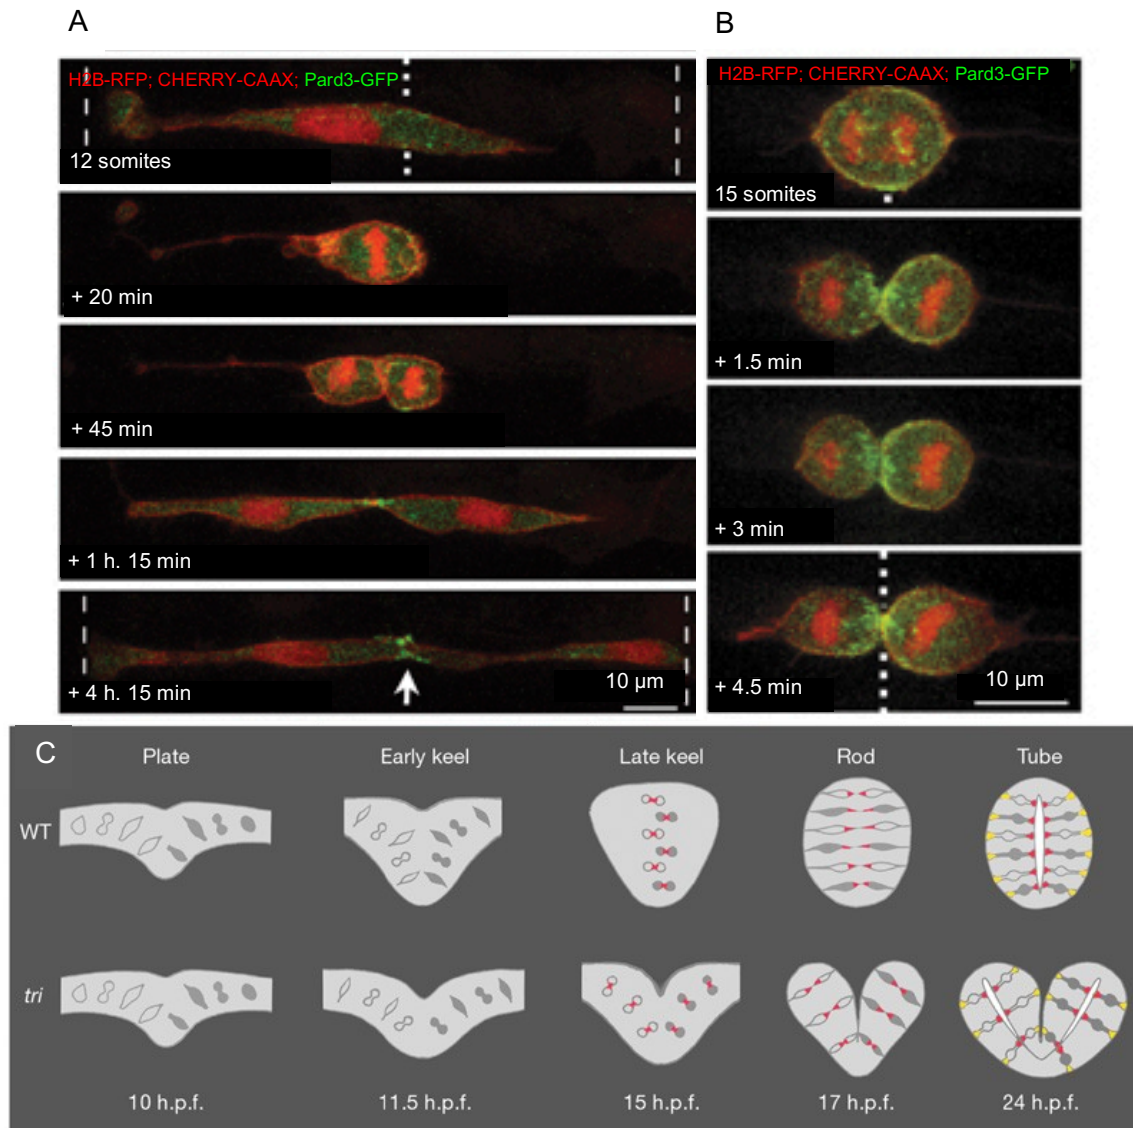 A
B
H2B-RFP; CHERRY-CAAX; Pard3-GFP
12 somites
+ 20 min
+ 45 min
+ 1 h. 15 min
+ 4 h. 15 min
10 µm
H2B-RFP; CHERRY-CAAX; Pard3-GFP
15 somites
+ 1.5 min
+ 3 min
+ 4.5 min
10 µm
C
Plate Early keel Late keel Rod Tube
WT
tri
10 h.p.f. 11.5 h.p.f. 15 h.p.f. 17 h.p.f. 24 h.p.f.